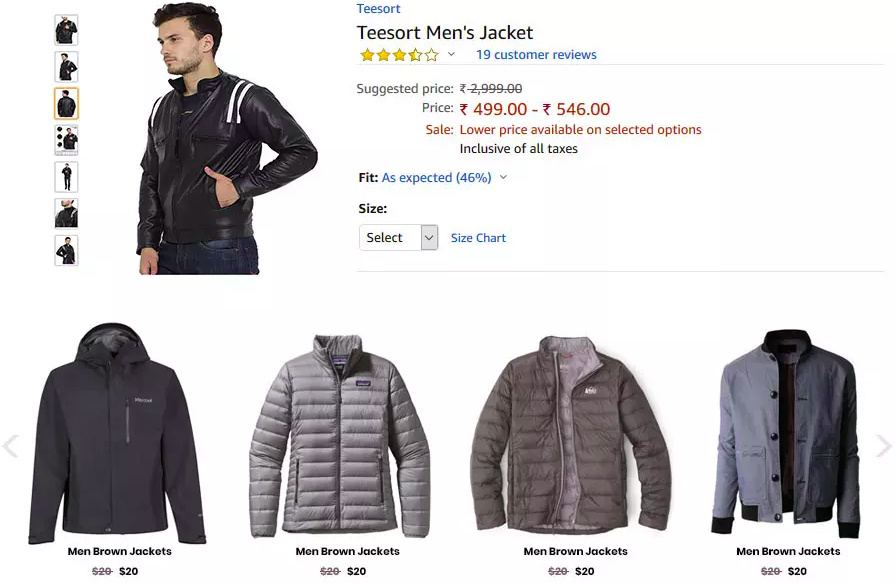 Teesort
Teesort Men's Jacket
19 customer reviews
Suggested price: ₹ 2,999.00
Price: ₹ 499.00 - ₹ 546.00
Sale: Lower price available on selected options
Inclusive of all taxes
Fit: As expected (46%)
Size:
Select
Size Chart
Marmot
Men Brown Jackets
$20 $20
Men Brown Jackets
$20 $20
Men Brown Jackets
$20 $20
Men Brown Jackets
$20 $20